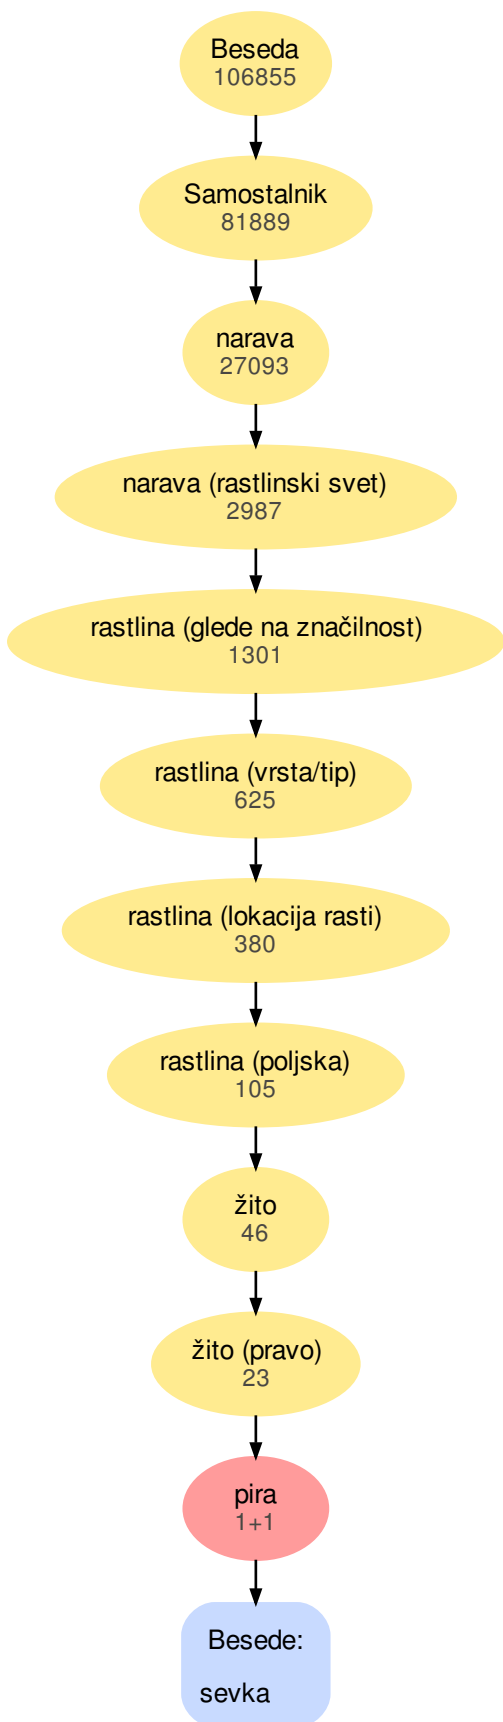 Beseda
106855
Samostalnik
81889
narava
27093
narava (rastlinski svet)
2987
rastlina (glede na značilnost)
1301
rastlina (vrsta/tip)
625
rastlina (lokacija rasti)
380
rastlina (poljska)
105
žito
46
žito (pravo)
23
pira
1+1
Besede:
sevka